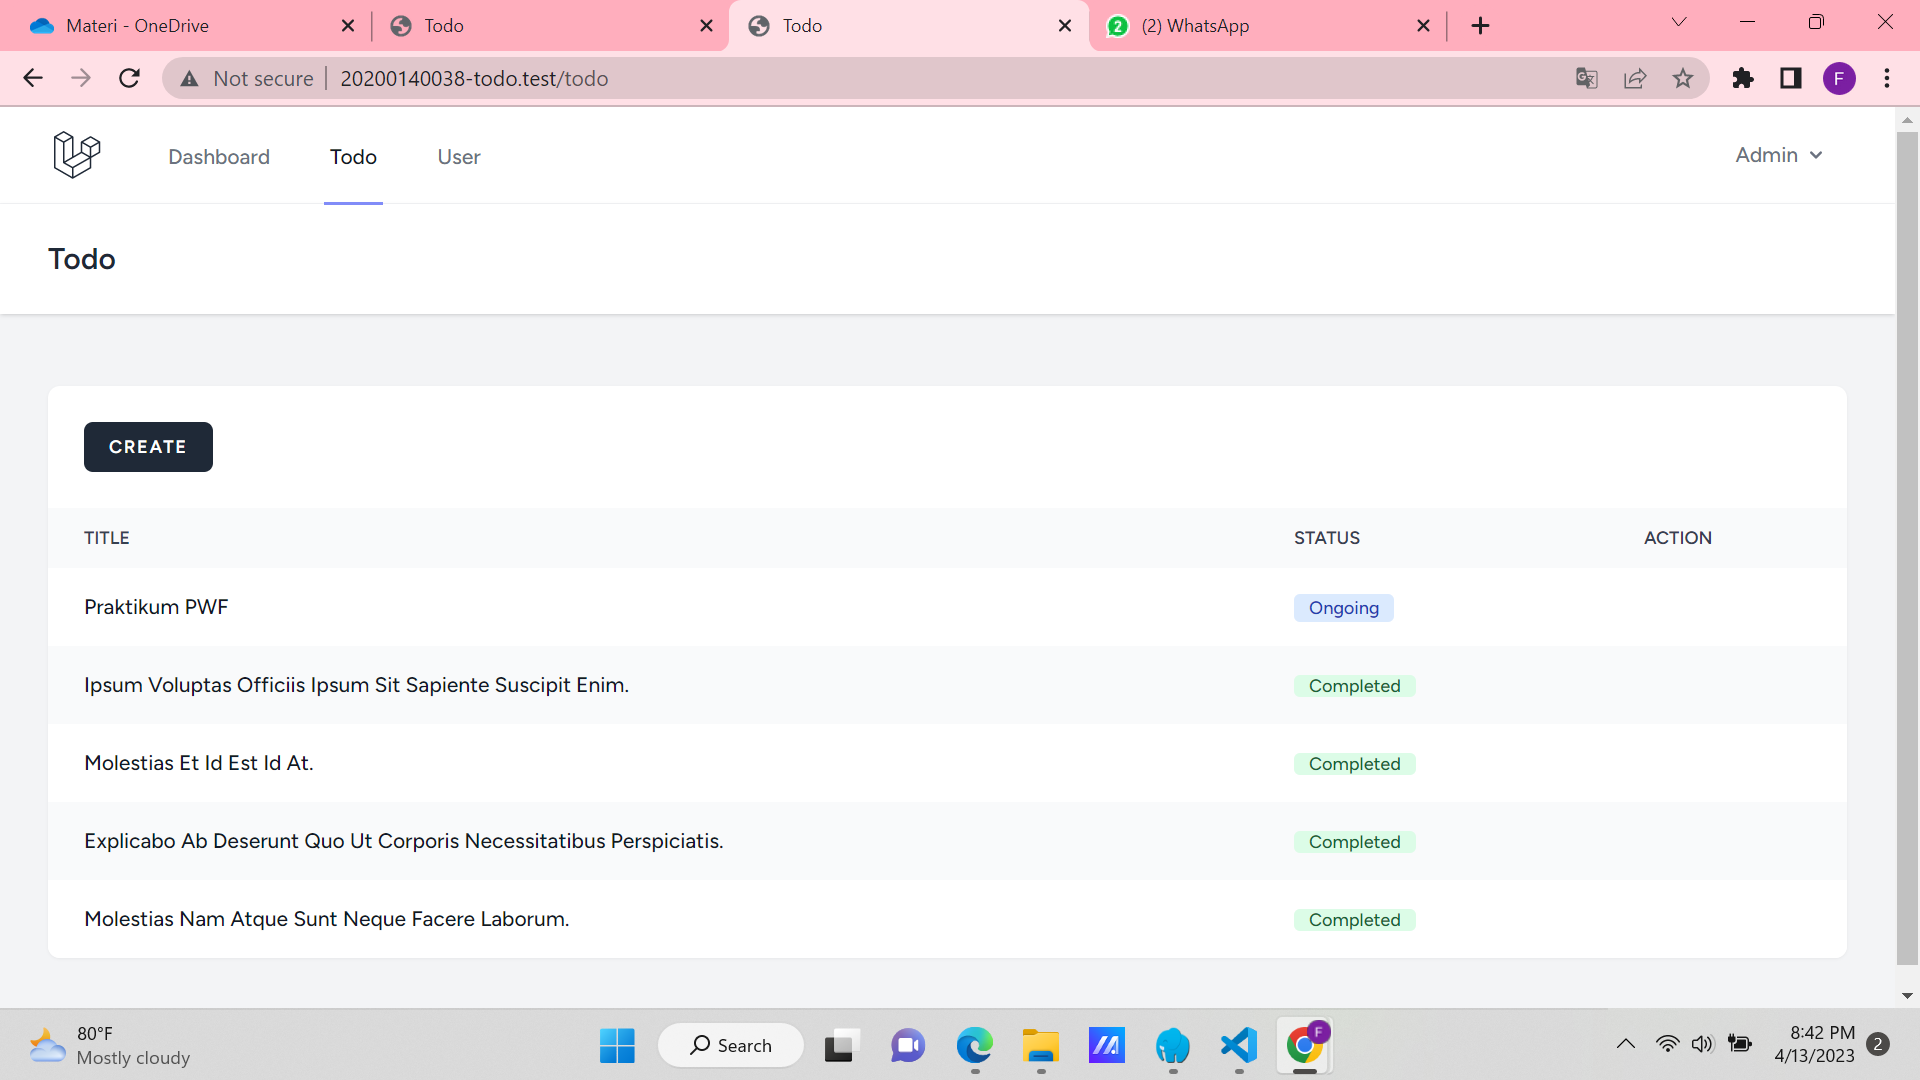 Materi - OneDrive
Todo
Todo
(2) WhatsApp
Not secure
20200140038-todo.test/todo
F
Dashboard
Todo
User
Admin
Todo
CREATE
TITLE
STATUS
ACTION
Praktikum PWF
Ongoing
Ipsum Voluptas Officiis Ipsum Sit Sapiente Suscipit Enim.
Completed
Molestias Et Id Est Id At.
Completed
Explicabo Ab Deserunt Quo Ut Corporis Necessitatibus Perspiciatis.
Completed
Molestias Nam Atque Sunt Neque Facere Laborum.
Completed
80°F
Mostly cloudy
Search
F
8:42 PM
4/13/2023
2